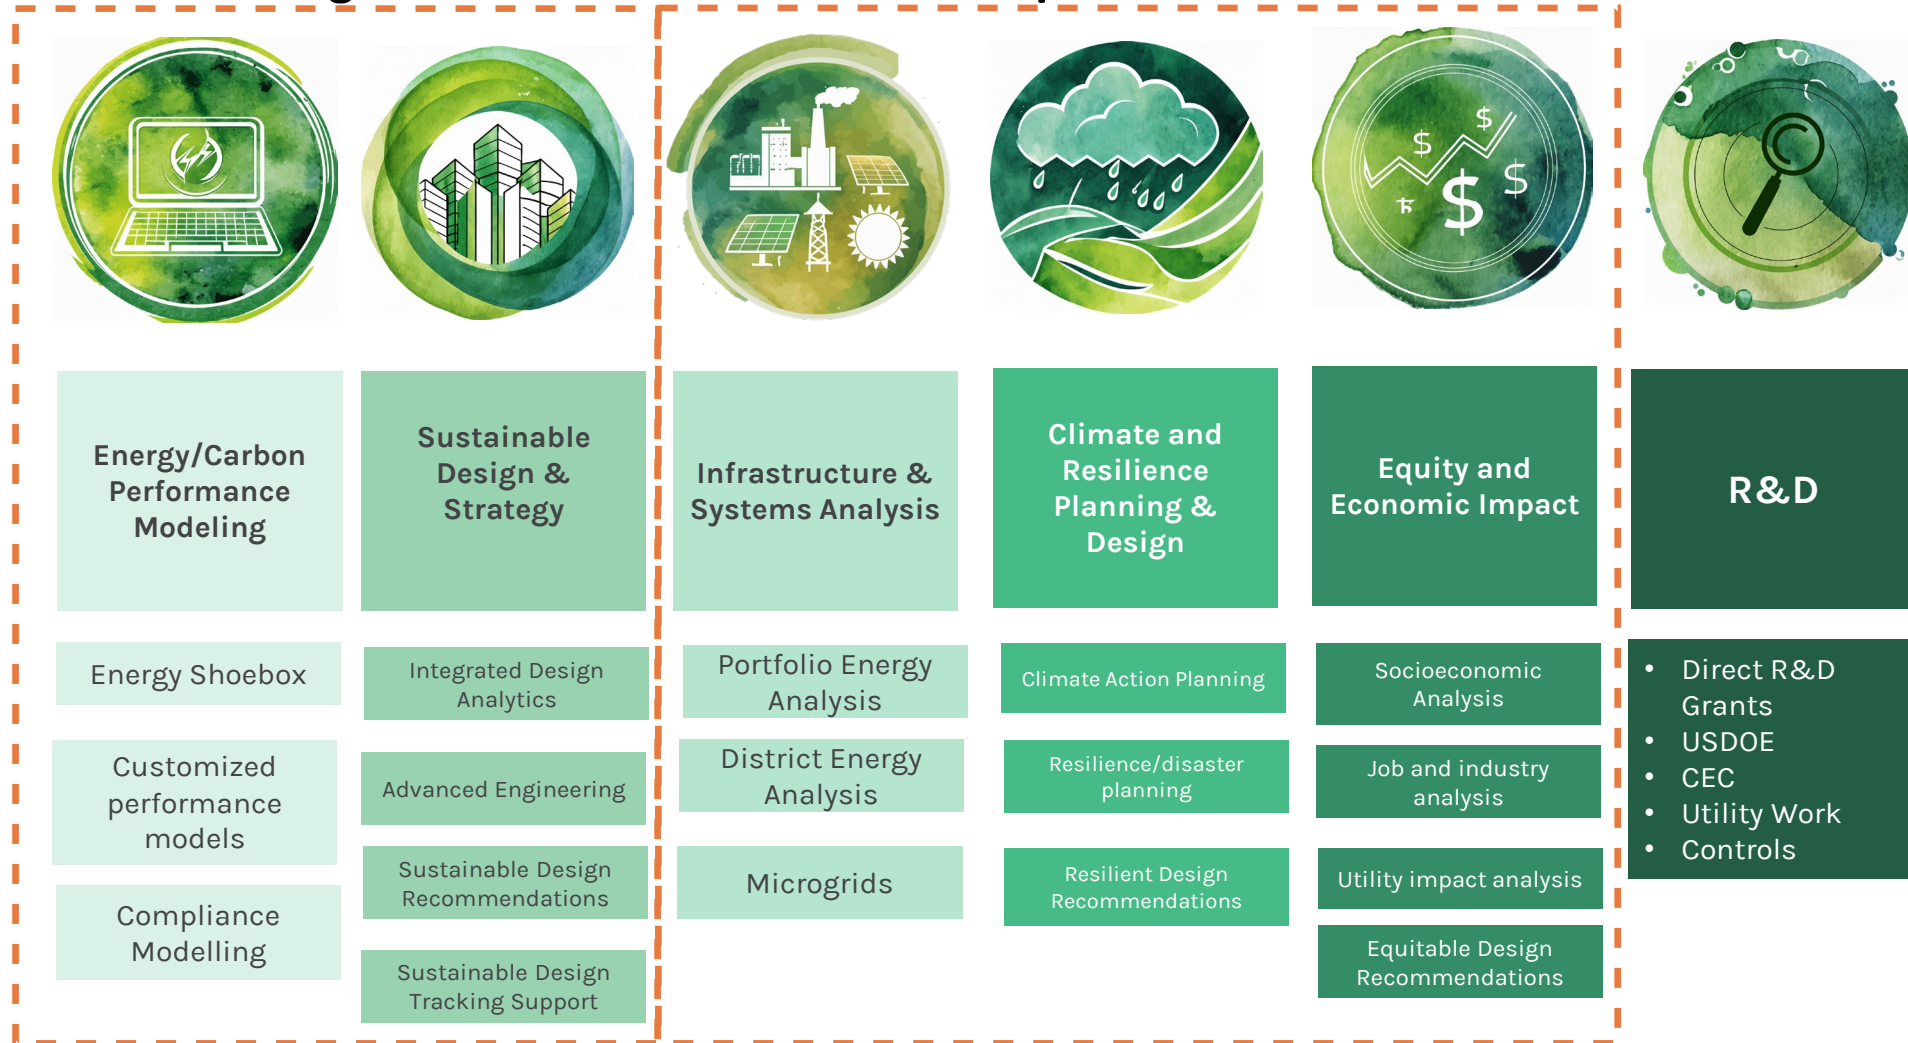 Energy/Carbon
Performance
Modeling
Sustainable
Design &
Strategy
Infrastructure &
Systems Analysis
Climate and
Resilience
Planning &
Design
Equity and
Economic Impact
R&D
Energy Shoebox
Customized
performance
models
Compliance
Modelling
Integrated Design
Analytics
Advanced Engineering
Sustainable Design
Recommendations
Sustainable Design
Tracking Support
Portfolio Energy
Analysis
District Energy
Analysis
Microgrids
Climate Action Planning
Resilience/disaster
planning
Resilient Design
Recommendations
Socioeconomic
Analysis
Job and industry
analysis
Utility impact analysis
Equitable Design
Recommendations
• Direct R&D
Grants
• USDOE
• CEC
• Utility Work
• Controls